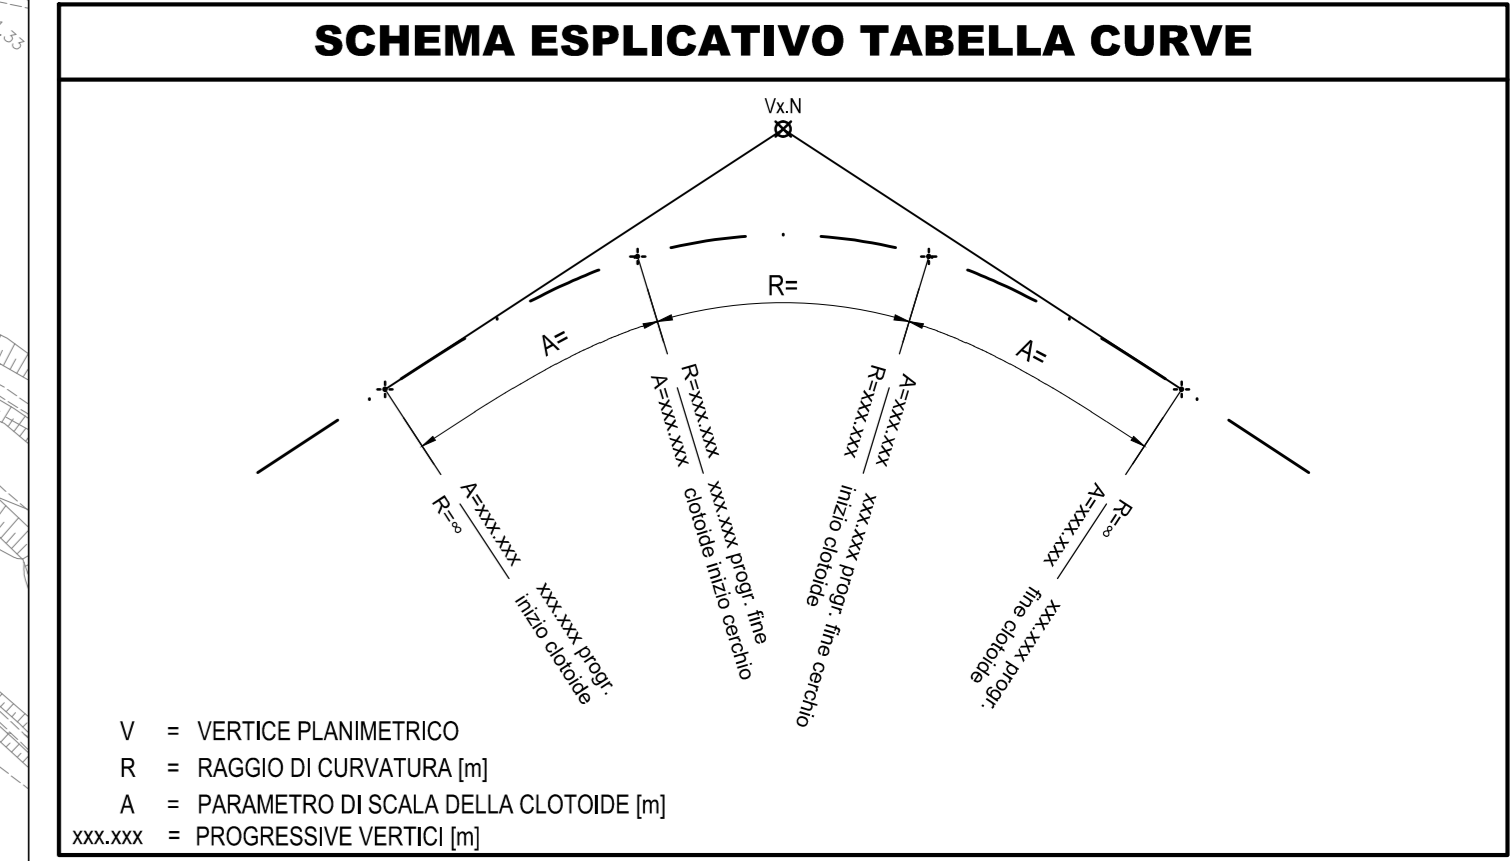 .33
SCHEMA ESPLICATIVO TABELLA CURVE
Vx.N
R=
A=
A=
A=xxx.xxx
R=∞
xxx.xxx progr.
inizio clotoide
R=xxx.xxx
A=xxx.xxx
xxx.xxx progr. fine
clotoide inizio cerchio
A=xxx.xxx
R=xxx.xxx
xxx.xxx progr. fine cerchio
inizio clotoide
R=∞
A=xxx.xxx
xxx.xxx progr.
fine clotoide
V = VERTICE PLANIMETRICO
R = RAGGIO DI CURVATURA [m]
A = PARAMETRO DI SCALA DELLA CLOTOIDE [m]
xxx.xxx = PROGRESSIVE VERTICI [m]